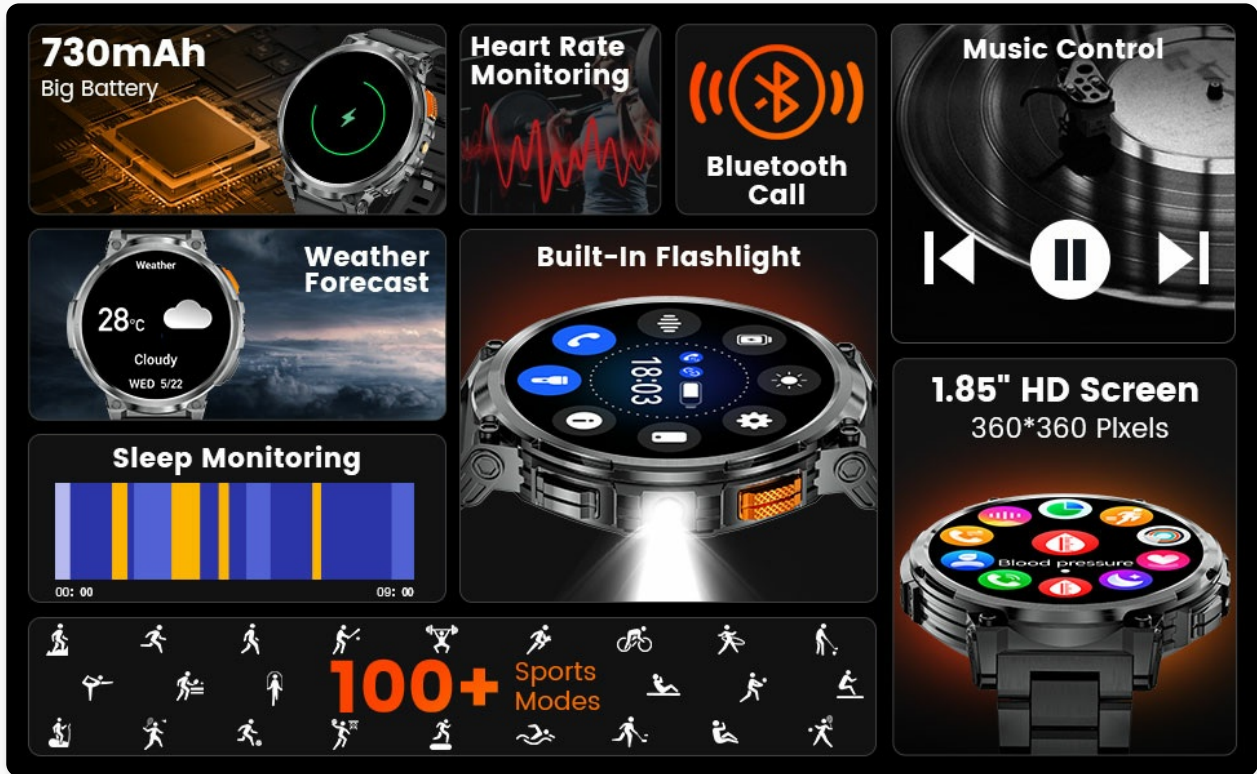 730mAh
Big Battery
Heart Rate
Monitoring
Bluetooth
Call
Music Control
Weather
Forecast
Weather
28°C
Cloudy
WED 5/22
Built-In Flashlight
18:03
1.85" HD Screen
360*360 PIxels
Blood pressure
Sleep Monitoring
00: 00
09: 00
100+
Sports
Modes